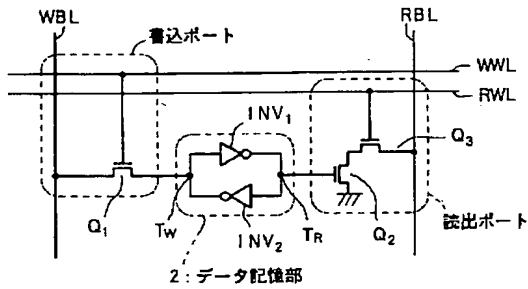 WBL
RBL
書込ポート
WWL
RWL
INV₁
Q₃
Q₁
TW
TR
Q₂
読出ポート
INV₂
2:データ記憶部